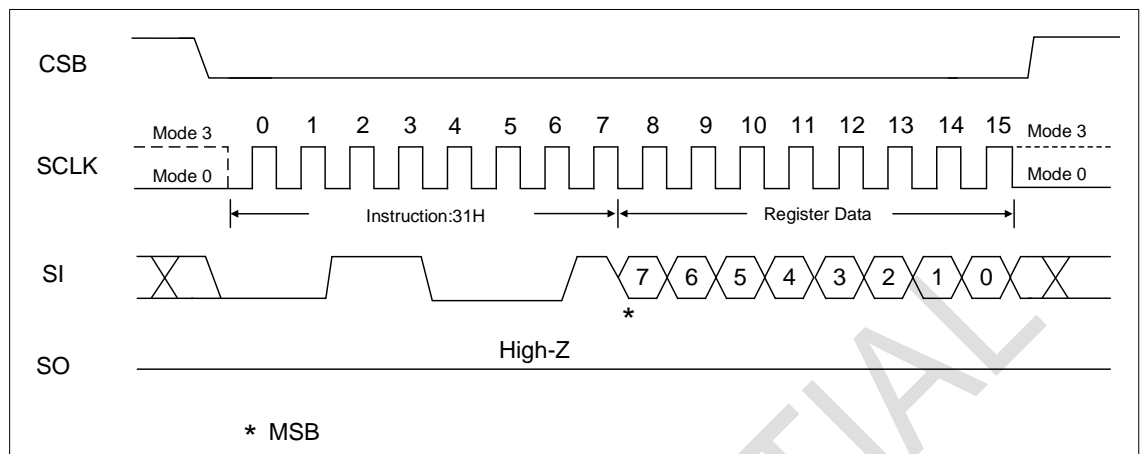 CSB
Mode 3 0 1 2 3 4 5 6 7 8 9 10 11 12 13 14 15 Mode 3
SCLK
Mode 0 Mode 0
Instruction:31H Register Data
SI 7 6 5 4 3 2 1 0
*
High-Z
SO
* MSB